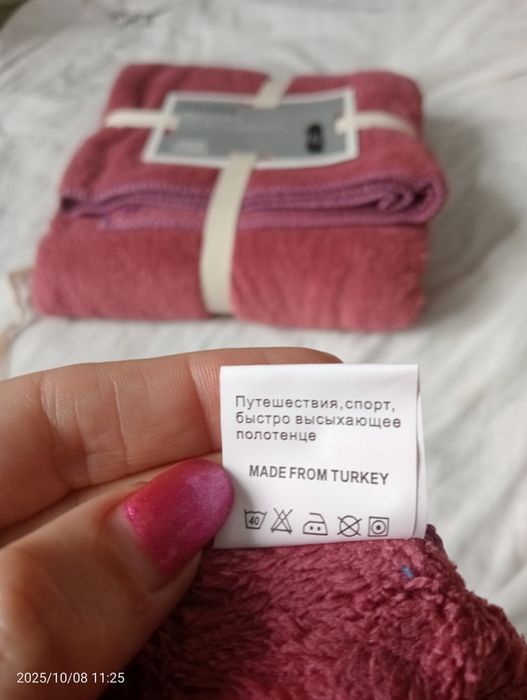 Путешествия,спорт,
быстро высыхающее
полотенце
MADE FROM TURKEY
40
2025/10/08 11:25